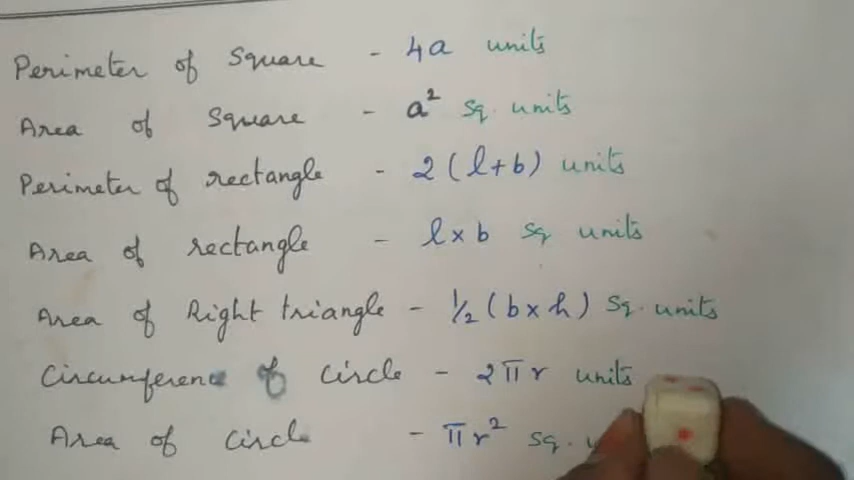 Perimeter of Square - 4a units
Area of Square - a² Sq. units
Perimeter of rectangle - 2(l+b) units
Area of rectangle - l×b sq units
Area of Right triangle - 1/2 (b×h) Sq. units
Circumference of circle - 2πr units
Area of circle - πr² sq.